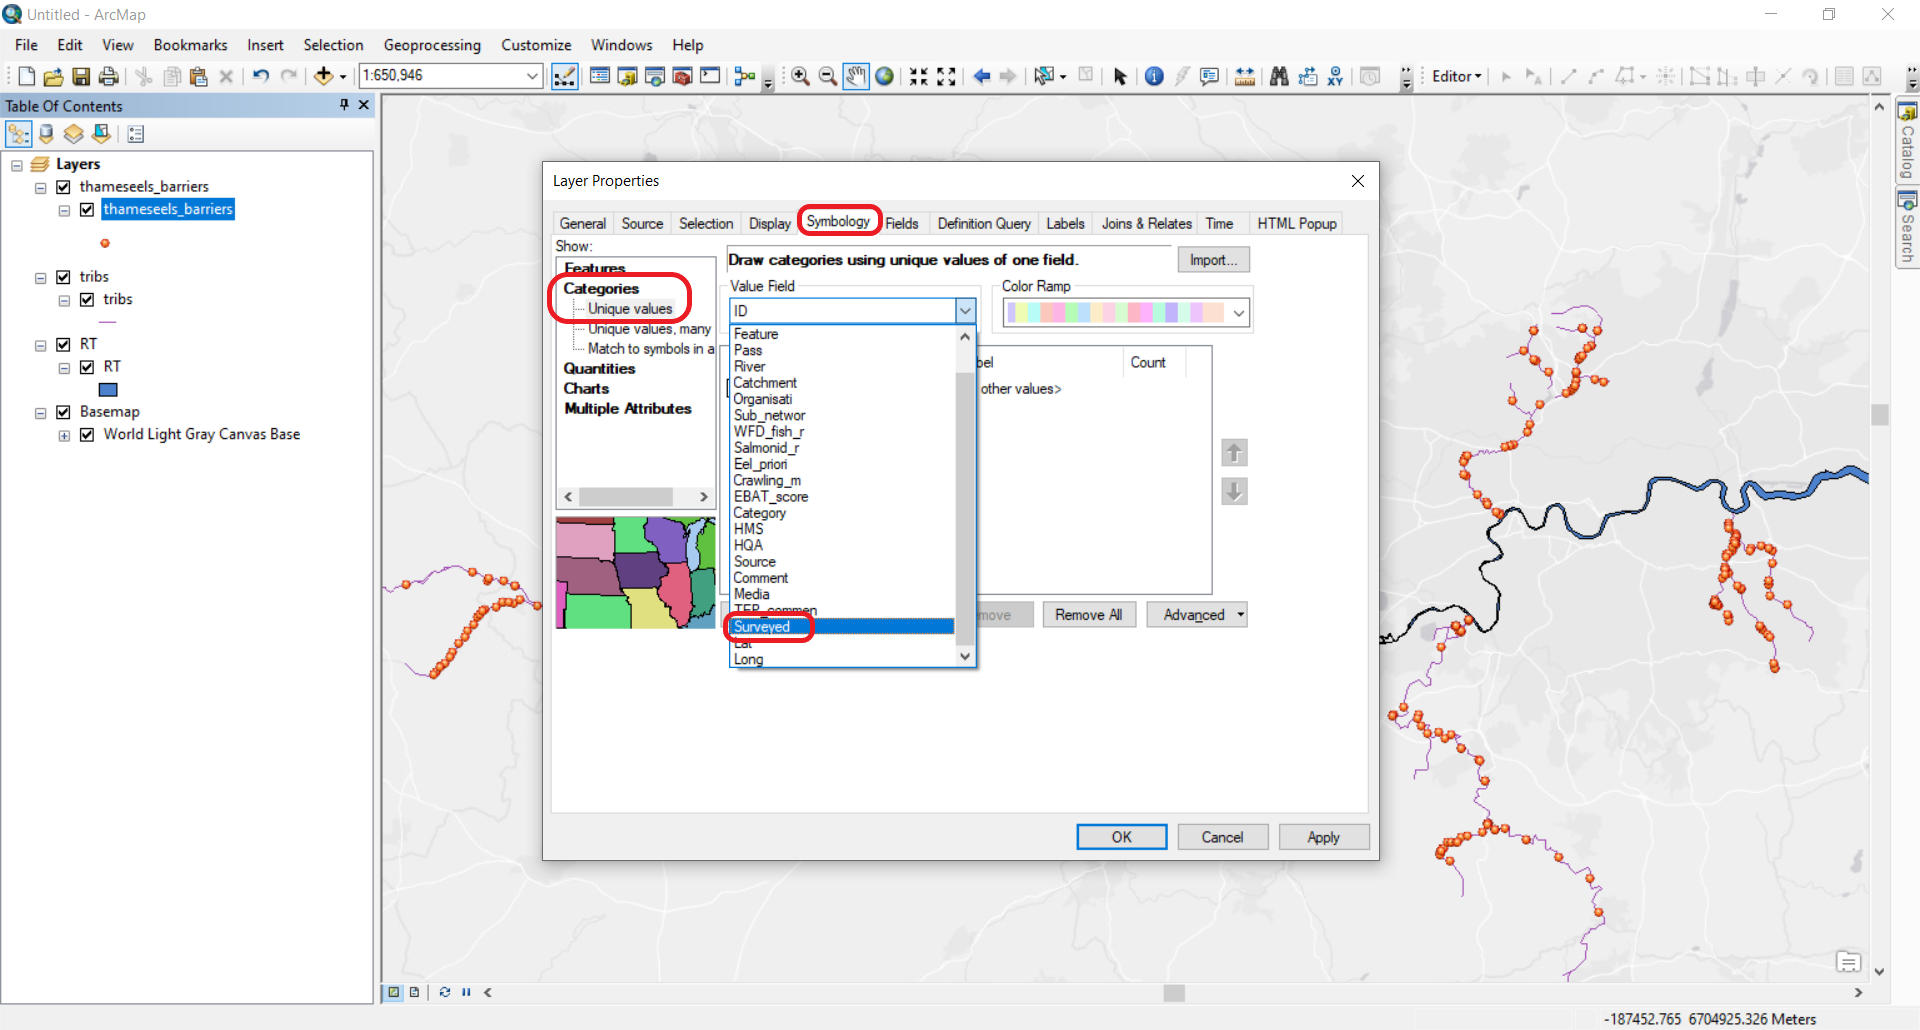 Untitled - ArcMap
File Edit View Bookmarks Insert Selection Geoprocessing Customize Windows Help
1:650,946
Editor
Table Of Contents
Layers
thameseels_barriers
thameseels_barriers
tribs
tribs
RT
RT
Basemap
World Light Gray Canvas Base
Layer Properties
General Source Selection Display Symbology Fields Definition Query Labels Joins & Relates Time HTML Popup
Show:
Features
Categories
Unique values
Unique values, many
Match to symbols in a
Quantities
Charts
Multiple Attributes
Draw categories using unique values of one field.
Import...
Value Field
ID
Color Ramp
Feature
Pass
River
Catchment
Organisati
Sub_networ
WFD_fish_r
Salmonid_r
Eel_priori
Crawling_m
EBAT_score
Category
HMS
HQA
Source
Comment
Media
TEP_commen
Surveyed
Lat
Long
bel
Count
other values>
move
Remove All
Advanced
OK
Cancel
Apply
Catalog
Search
XY
-187452.765 6704925.326 Meters